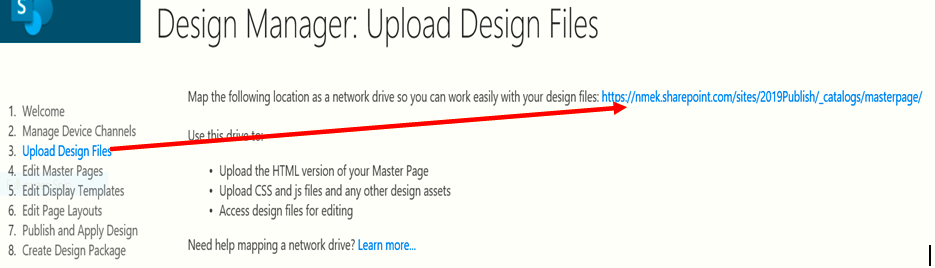 S
Design Manager: Upload Design Files
Map the following location as a network drive so you can work easily with your design files: https://nmek.sharepoint.com/sites/2019Publish/_catalogs/masterpage/
1. Welcome
2. Manage Device Channels
3. Upload Design Files
4. Edit Master Pages
5. Edit Display Templates
6. Edit Page Layouts
7. Publish and Apply Design
8. Create Design Package
Use this drive to:
• Upload the HTML version of your Master Page
• Upload CSS and js files and any other design assets
• Access design files for editing
Need help mapping a network drive? Learn more...